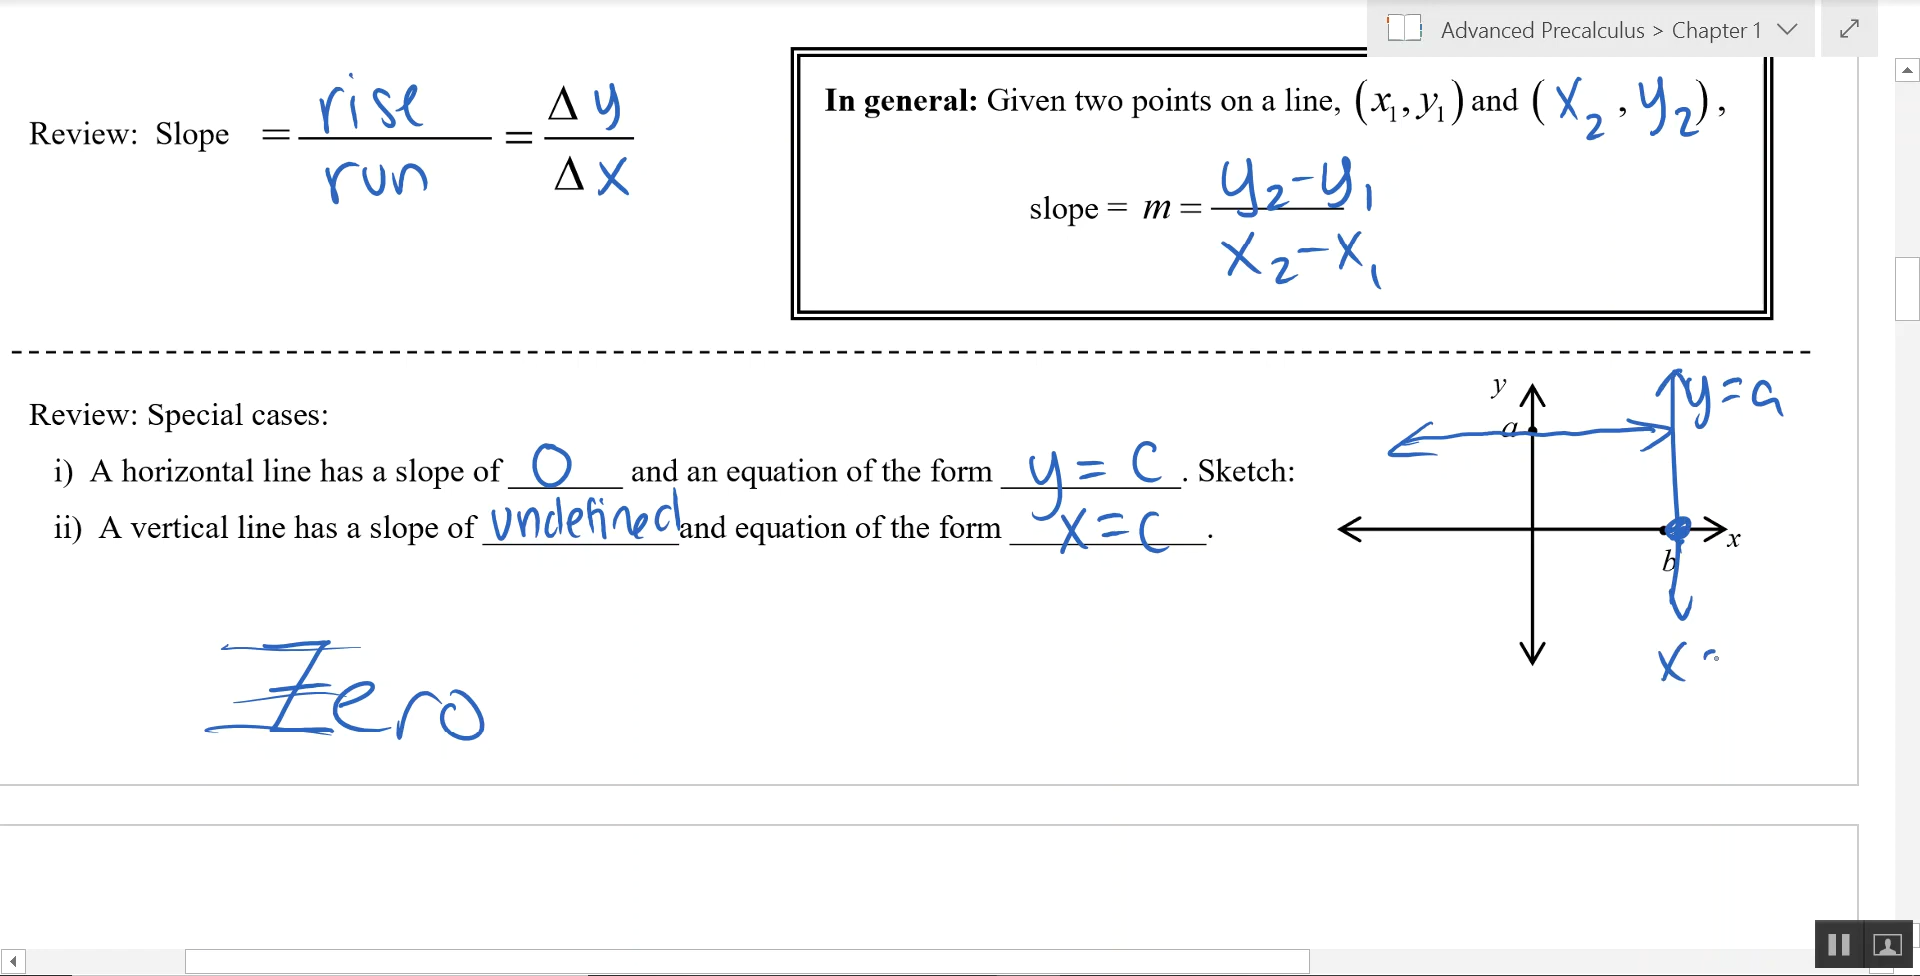 Advanced Precalculus > Chapter 1
Review: Slope = rise / run = Δy / Δx
In general: Given two points on a line, (x₁, y₁) and (x₂, y₂),
slope = m = y₂-y₁ / x₂-x₁
Review: Special cases:
i) A horizontal line has a slope of 0 and an equation of the form y = c. Sketch:
ii) A vertical line has a slope of undefined and equation of the form x = c.
y
y=a
a
x
b
x
Zero